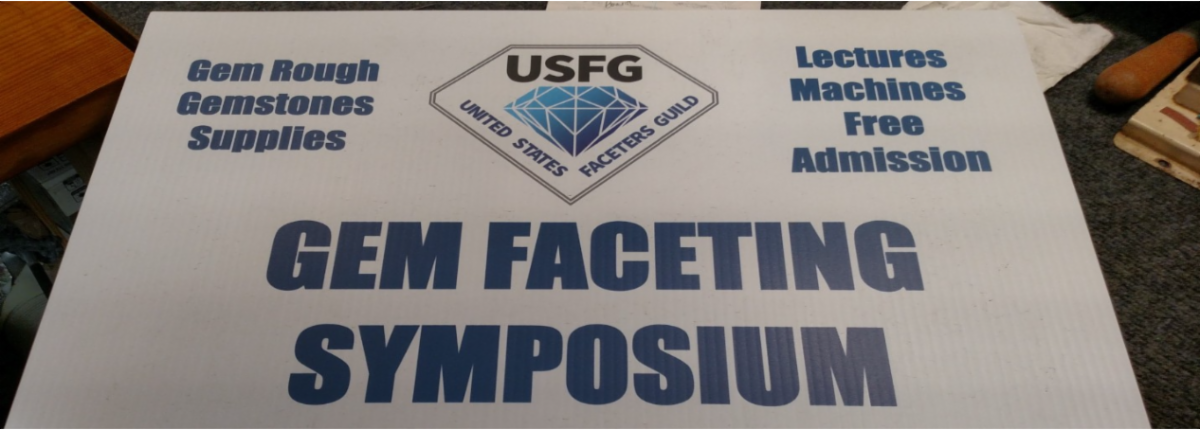 Gem Rough
Gemstones
Supplies
USFG
UNITED STATES
FACETERS GUILD
Lectures
Machines
Free
Admission
GEM FACETING
SYMPOSIUM